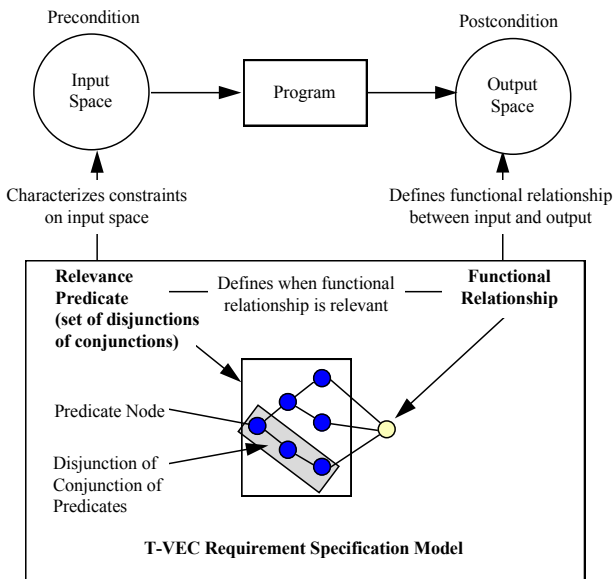 Precondition
Postcondition
Input
Space
Program
Output
Space
Characterizes constraints
on input space
Defines functional relationship
between input and output
Relevance
Predicate
(set of disjunctions
of conjunctions)
Defines when functional
relationship is relevant
Functional
Relationship
Predicate Node
Disjunction of
Conjunction of
Predicates
T-VEC Requirement Specification Model